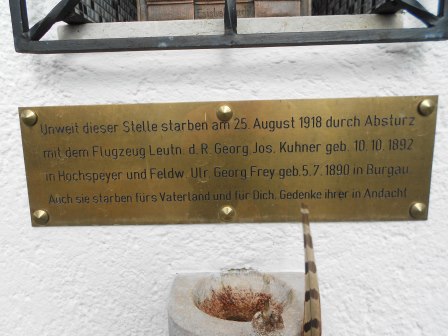 Unweit dieser Stelle starben am 25. August 1918 durch Absturz
mit dem Flugzeug Leutn. d. R. Georg Jos. Kuhner geb. 10. 10. 1892
in Hochspeyer und Feldw. Ulr. Georg Frey geb. 5. 7. 1890 in Burgau
Auch sie starben fürs Vaterland und für Dich. Gedenke ihrer in Andacht